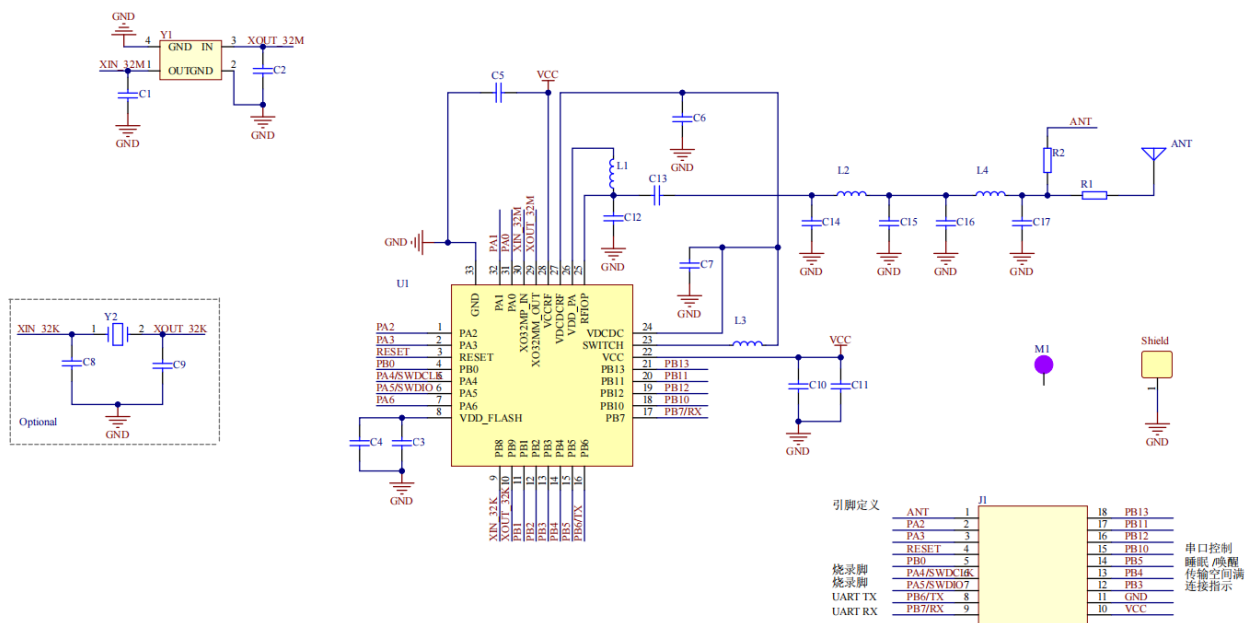 GND
Y1
4 GND IN 3 XOUT_32M
XIN_32M 1 OUT GND 2
C1
C2
GND
GND
C5
VCC
C6
GND
L1
C13
C12
GND
L2
L4
ANT
R2
ANT
R1
C14
C15
C16
C17
GND
GND
GND
GND
GND
PA1
PA0
XIN_32M
XOUT_32M
C7
GND
U1
33
32
31
30
29
28
27
26
25
GND
PA1
PA0
XO32MP_IN
XO32MM_OUT
VCCRF
VDCDCRF
VDD_PA
RFIOP
PA2 1 PA2
PA3 2 PA3
RESET 3 RESET
PB0 4 PB0
PA4/SWDCLK 5 PA4
PA5/SWDIO 6 PA5
PA6 7 PA6
8 VDD_FLASH
VDCDC 24
SWITCH 23
VCC 22
PB13 21 PB13
PB11 20 PB11
PB12 19 PB12
PB10 18 PB10
PB7 17 PB7/RX
L3
VCC
C10
C11
GND
PB8
PB9
PB1
PB2
PB3
PB4
PB5
PB6
9
10
11
12
13
14
15
16
XIN_32K
XOUT_32K
PB1
PB2
PB3
PB4
PB5
PB6/TX
C4
C3
GND
Y2
XIN_32K 1 2 XOUT_32K
C8
C9
GND
Optional
M1
Shield
1
GND
引脚定义
J1
ANT 1
PA2 2
PA3 3
RESET 4
PB0 5
烧录脚 PA4/SWDCLK 6
烧录脚 PA5/SWDIO 7
UART TX PB6/TX 8
UART RX PB7/RX 9
18 PB13
17 PB11
16 PB12
15 PB10 串口控制
14 PB5 睡眠/唤醒
13 PB4 传输空间满
12 PB3 连接指示
11 GND
10 VCC